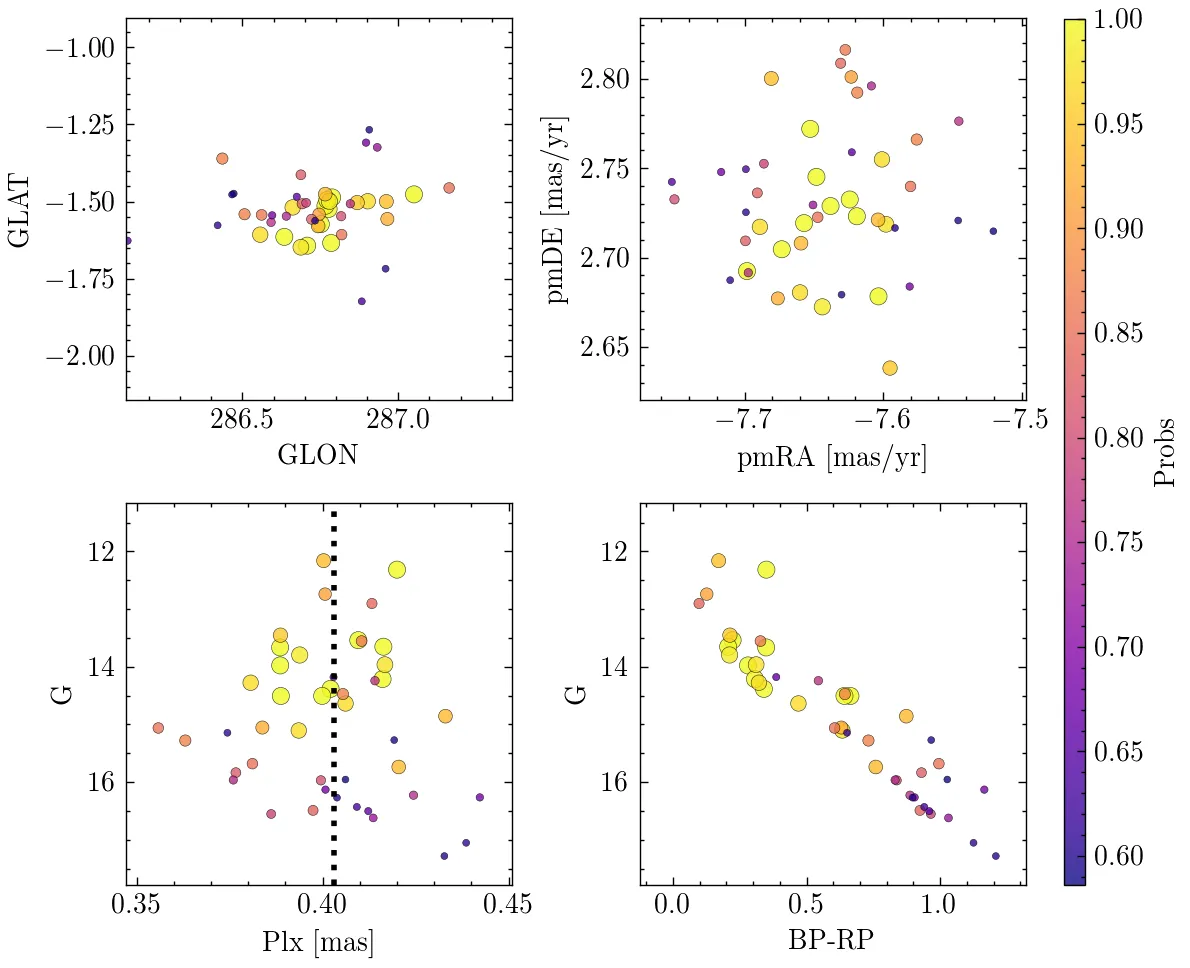 −1.00
−1.25
−1.50
−1.75
−2.00
GLAT
286.5 287.0
GLON
2.80
2.75
2.70
2.65
pmDE [mas/yr]
−7.7 −7.6 −7.5
pmRA [mas/yr]
12
14
16
G
0.35 0.40 0.45
Plx [mas]
12
14
16
G
0.0 0.5 1.0
BP-RP
1.00
0.95
0.90
0.85
0.80
0.75
0.70
0.65
0.60
Probs